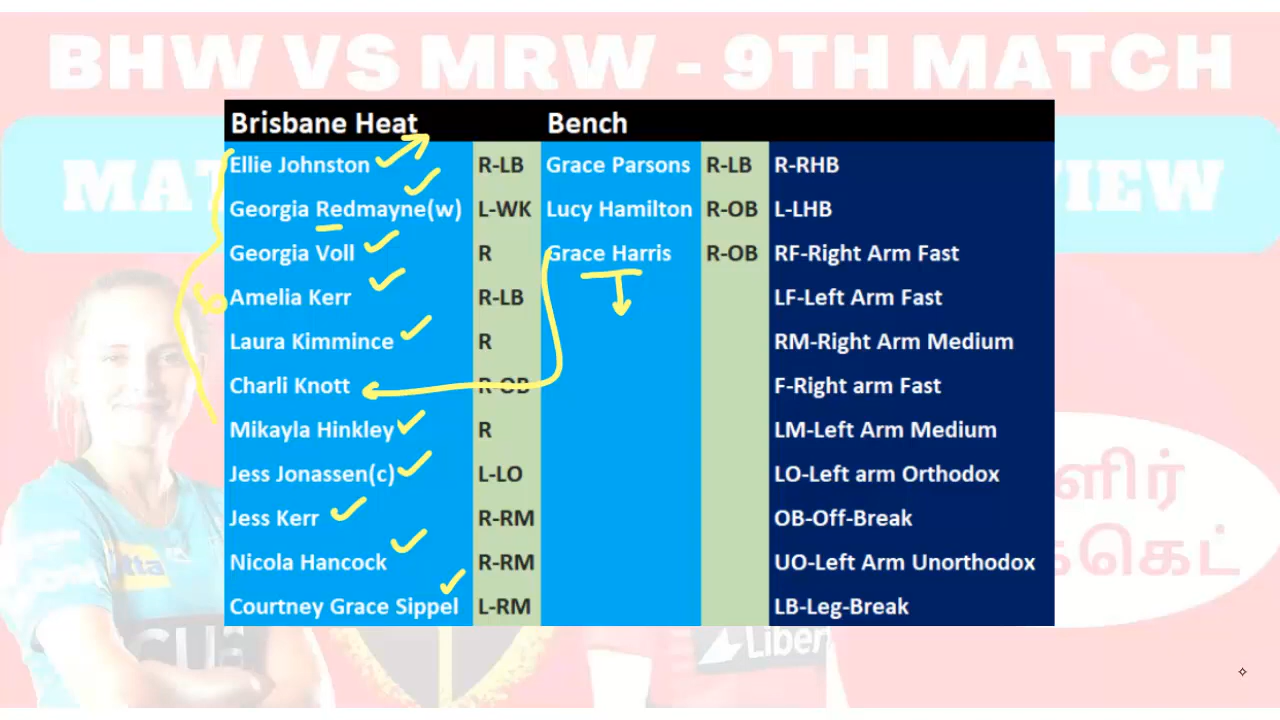 BHW VS MRW - 9TH MATCH
Brisbane Heat Bench
MAT IEW
Ellie Johnston R-LB Grace Parsons R-LB R-RHB
Georgia Redmayne(w) L-WK Lucy Hamilton R-OB L-LHB
Georgia Voll R Grace Harris R-OB RF-Right Arm Fast
Amelia Kerr R-LB LF-Left Arm Fast
Laura Kimmince R RM-Right Arm Medium
Charli Knott R-OB F-Right arm Fast
Mikayla Hinkley R LM-Left Arm Medium
Jess Jonassen(c) L-LO LO-Left arm Orthodox
Jess Kerr R-RM OB-Off-Break
Nicola Hancock R-RM UO-Left Arm Unorthodox
Courtney Grace Sippel L-RM LB-Leg-Break
ளிர்
க்கெட்